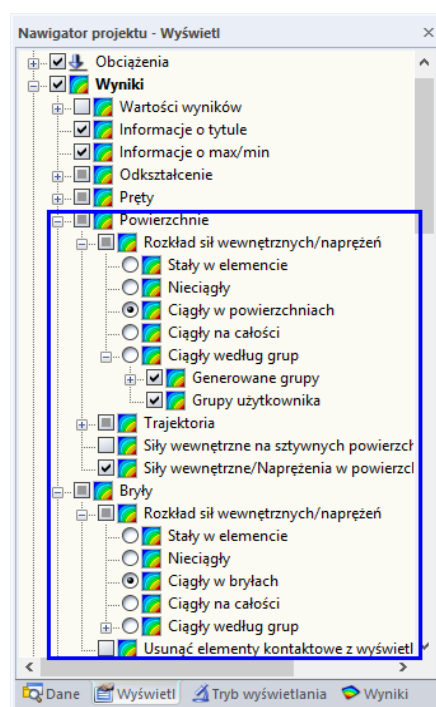 Nawigator projektu - Wyświetl
Obciążenia
Wyniki
Wartości wyników
Informacje o tytule
Informacje o max/min
Odkształcenie
Pręty
Powierzchnie
Rozkład sił wewnętrznych/naprężeń
Stały w elemencie
Nieciągły
Ciągły w powierzchniach
Ciągły na całości
Ciągły według grup
Generowane grupy
Grupy użytkownika
Trajektoria
Siły wewnętrzne na sztywnych powierzch
Siły wewnętrzne/Naprężenia w powierzcl
Bryły
Rozkład sił wewnętrznych/naprężeń
Stały w elemencie
Nieciągły
Ciągły w bryłach
Ciągły na całości
Ciągły według grup
Usunąć elementy kontaktowe z wyświetl
Dane Wyświetl Tryb wyświetlania Wyniki